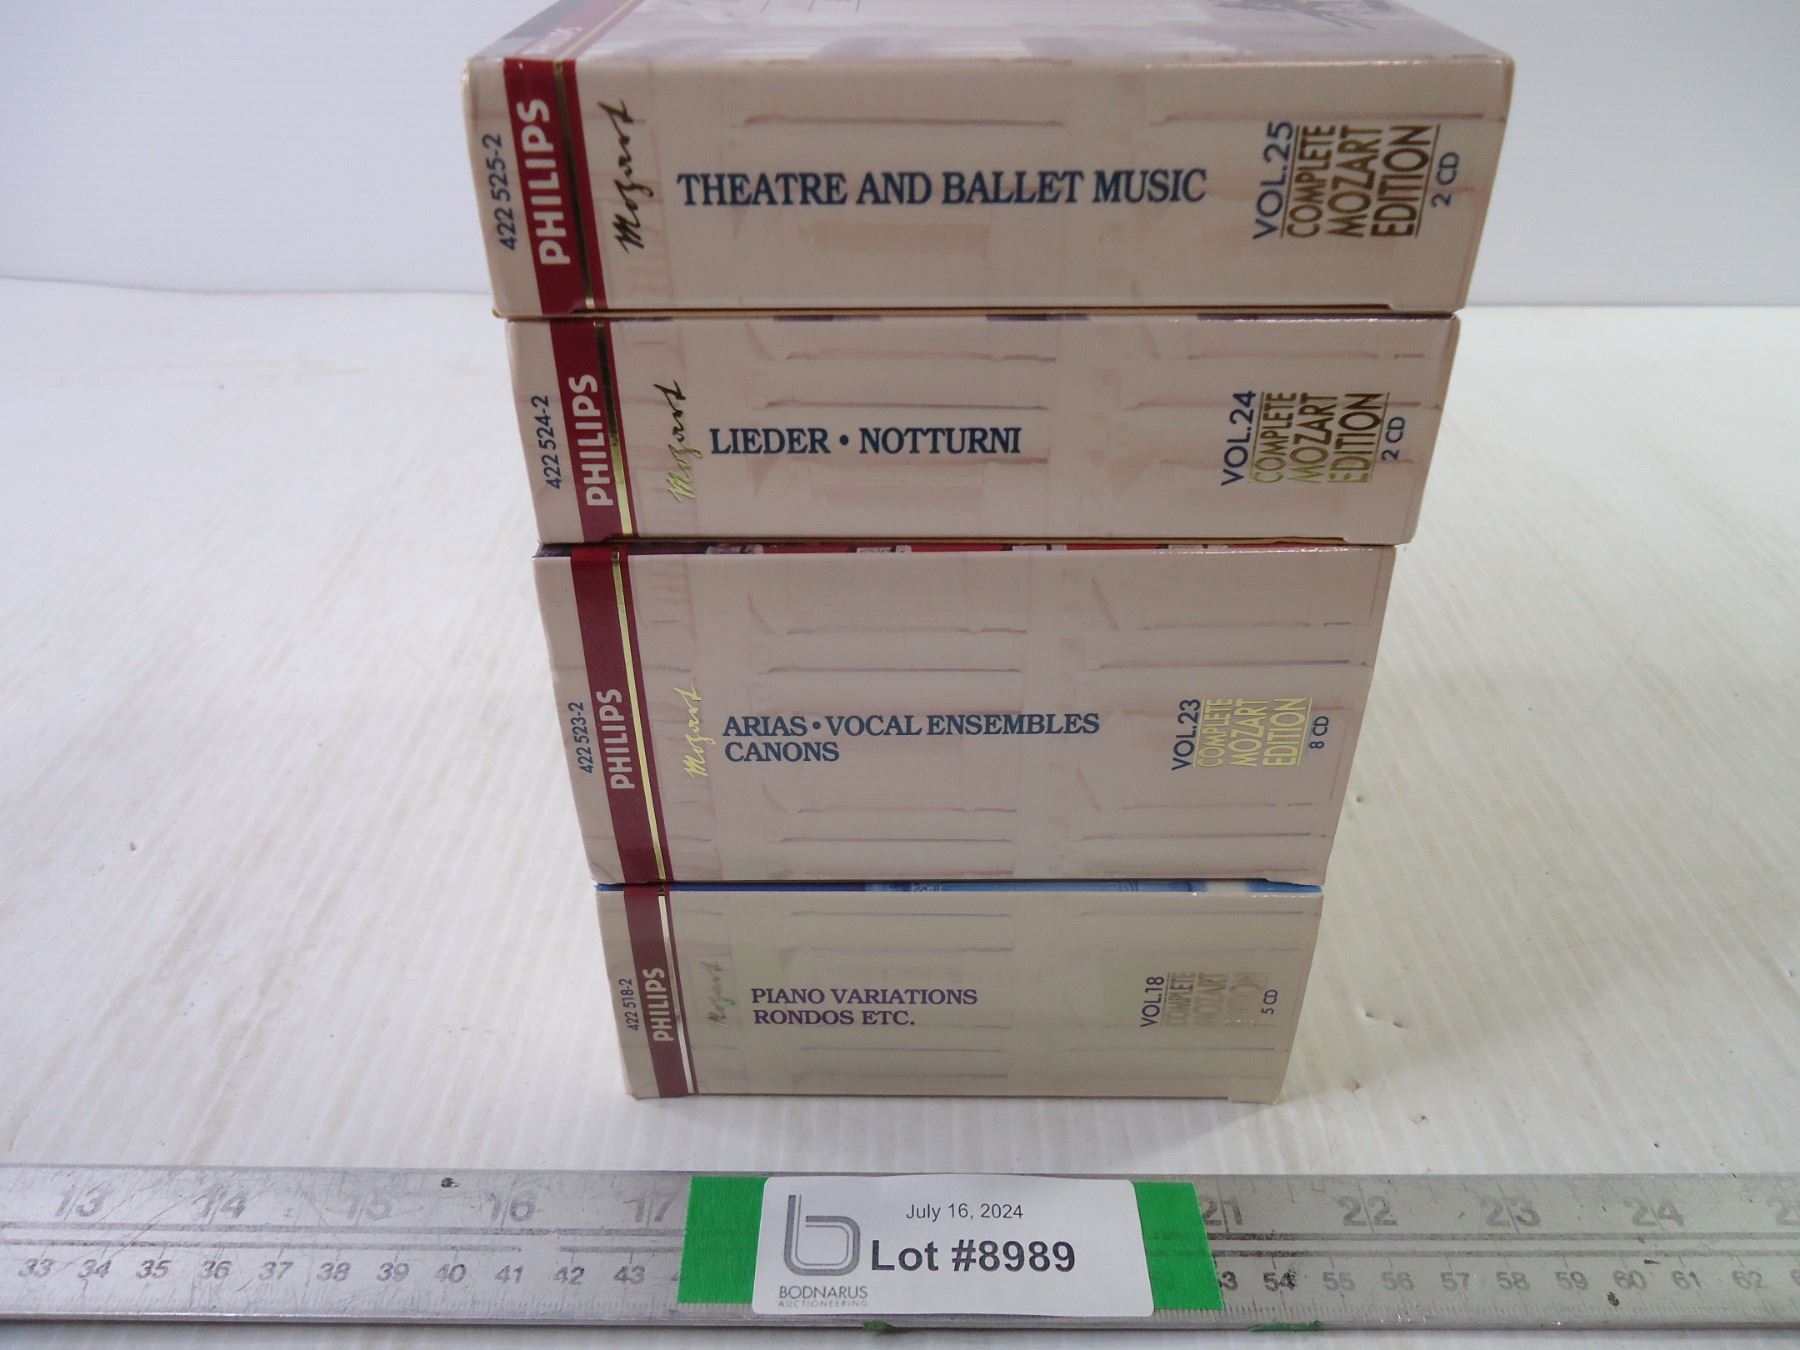 422 525-2
PHILIPS
Mozart
THEATRE AND BALLET MUSIC
VOL.25
COMPLETE
MOZART
EDITION
2 CD
422 524-2
PHILIPS
Mozart
LIEDER • NOTTURNI
VOL.24
COMPLETE
MOZART
EDITION
2 CD
422 523-2
PHILIPS
Mozart
ARIAS • VOCAL ENSEMBLES
CANONS
VOL.23
COMPLETE
MOZART
EDITION
8 CD
422 518-2
PHILIPS
Mozart
PIANO VARIATIONS
RONDOS ETC.
VOL.18
COMPLETE
MOZART
EDITION
5 CD
13 14 15 16 17 21 22 23 24
33 34 35 36 37 38 39 40 41 42 43 54 55 56 57 58 59 60 61 62
July 16, 2024
Lot #8989
BODNARUS
AUCTIONEERING